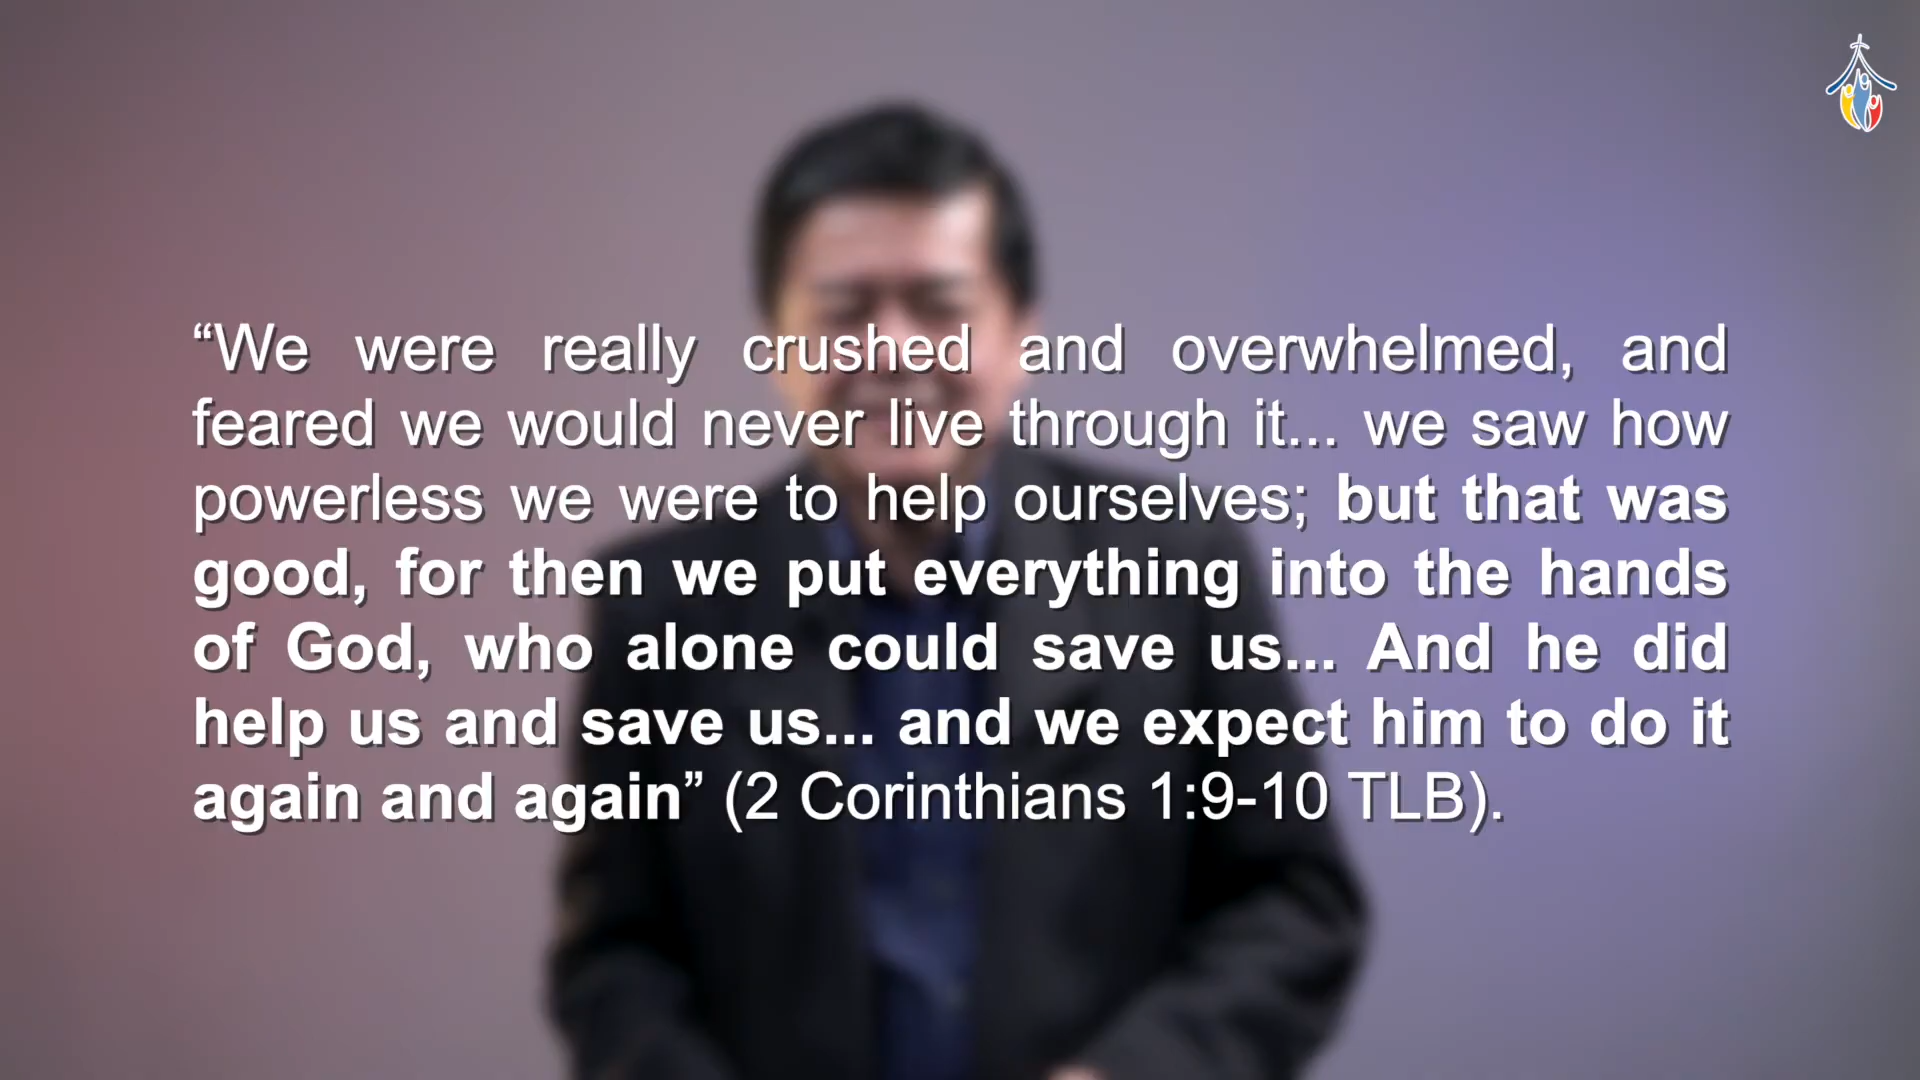 “We were really crushed and overwhelmed, and
feared we would never live through it... we saw how
powerless we were to help ourselves; but that was
good, for then we put everything into the hands
of God, who alone could save us... And he did
help us and save us... and we expect him to do it
again and again” (2 Corinthians 1:9-10 TLB).